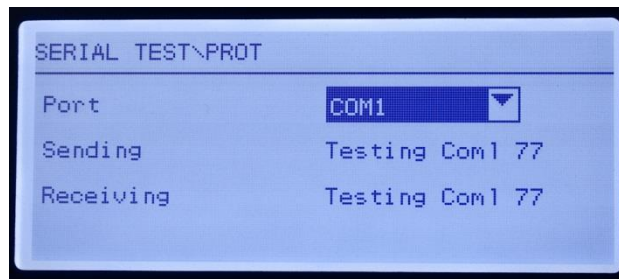 SERIAL TEST\PROT
Port COM1
Sending Testing Com1 77
Receiving Testing Com1 77